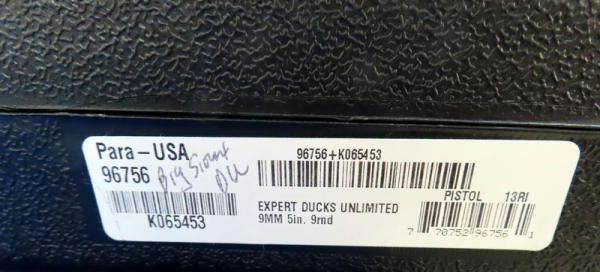 Para-USA
96756 Big
DU
K065453
96756+K065453
EXPERT DUCKS UNLIMITED
9MM 5in. 9rnd
PISTOL 13RI
7 70752 96756 1